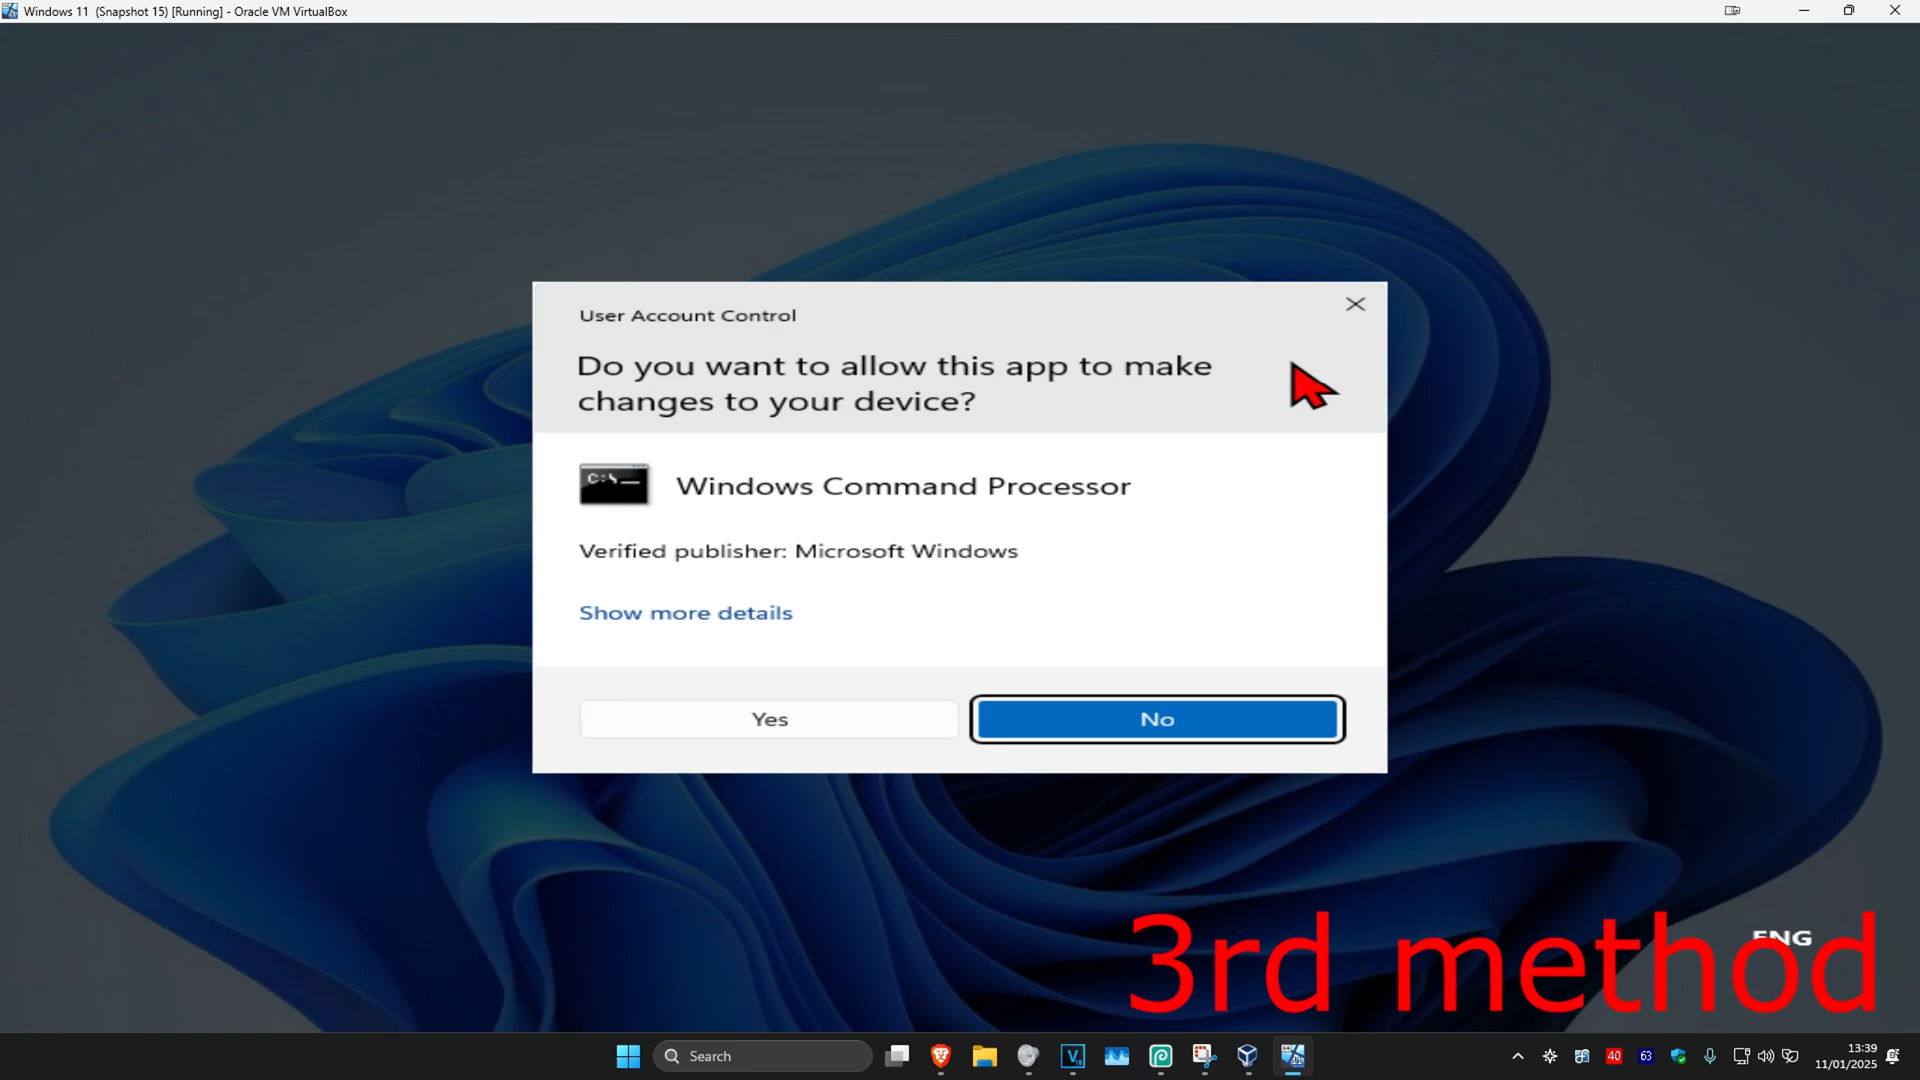 Windows 11 (Snapshot 15) [Running] - Oracle VM VirtualBox
User Account Control
Do you want to allow this app to make
changes to your device?
C:\
Windows Command Processor
Verified publisher: Microsoft Windows
Show more details
Yes
No
ENG
3rd method
Search
40
63
13:39
11/01/2025